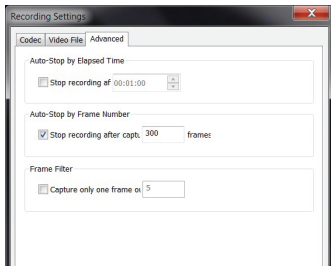 Recording Settings
Codec Video File Advanced
Auto-Stop by Elapsed Time
Stop recording af 00:01:00
Auto-Stop by Frame Number
Stop recording after captu 300 frames
Frame Filter
Capture only one frame ou 5